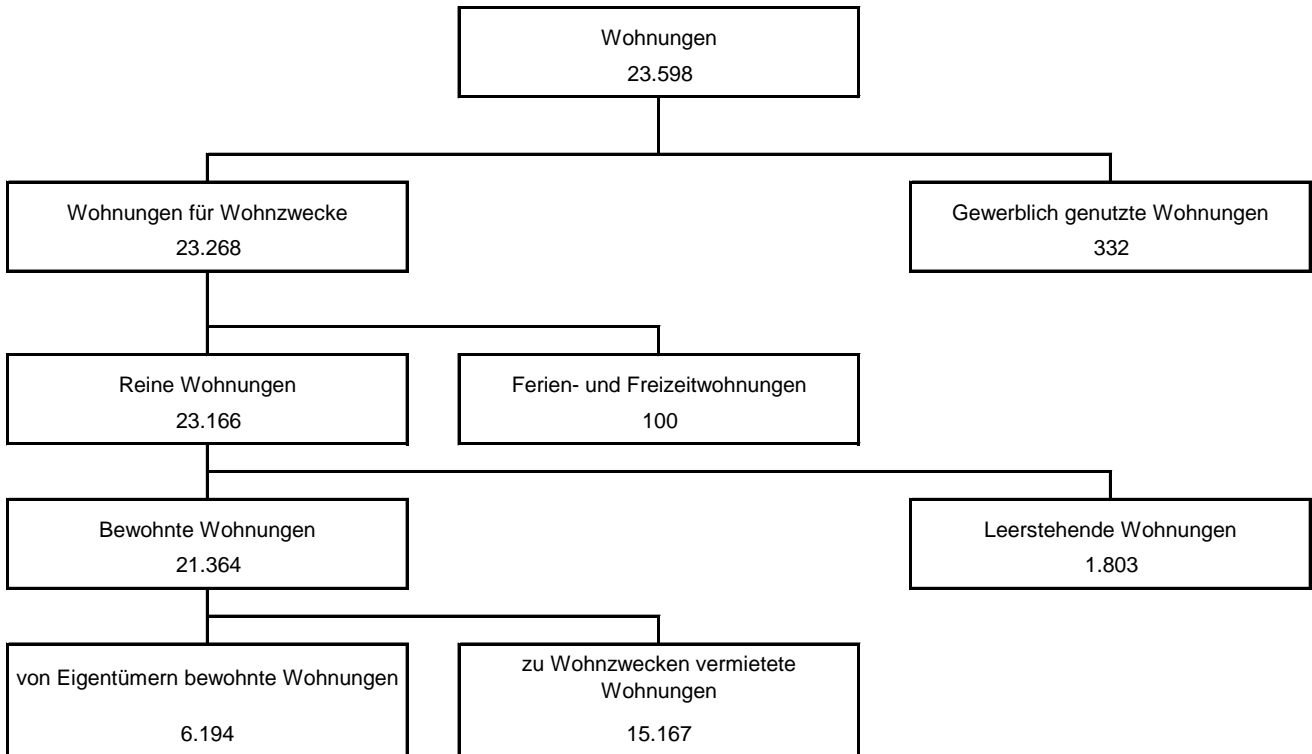 Wohnungen
23.598
Wohnungen für Wohnzwecke
23.268
Gewerblich genutzte Wohnungen
332
Reine Wohnungen
23.166
Ferien- und Freizeitwohnungen
100
Bewohnte Wohnungen
21.364
Leerstehende Wohnungen
1.803
von Eigentümern bewohnte Wohnungen
6.194
zu Wohnzwecken vermietete
Wohnungen
15.167